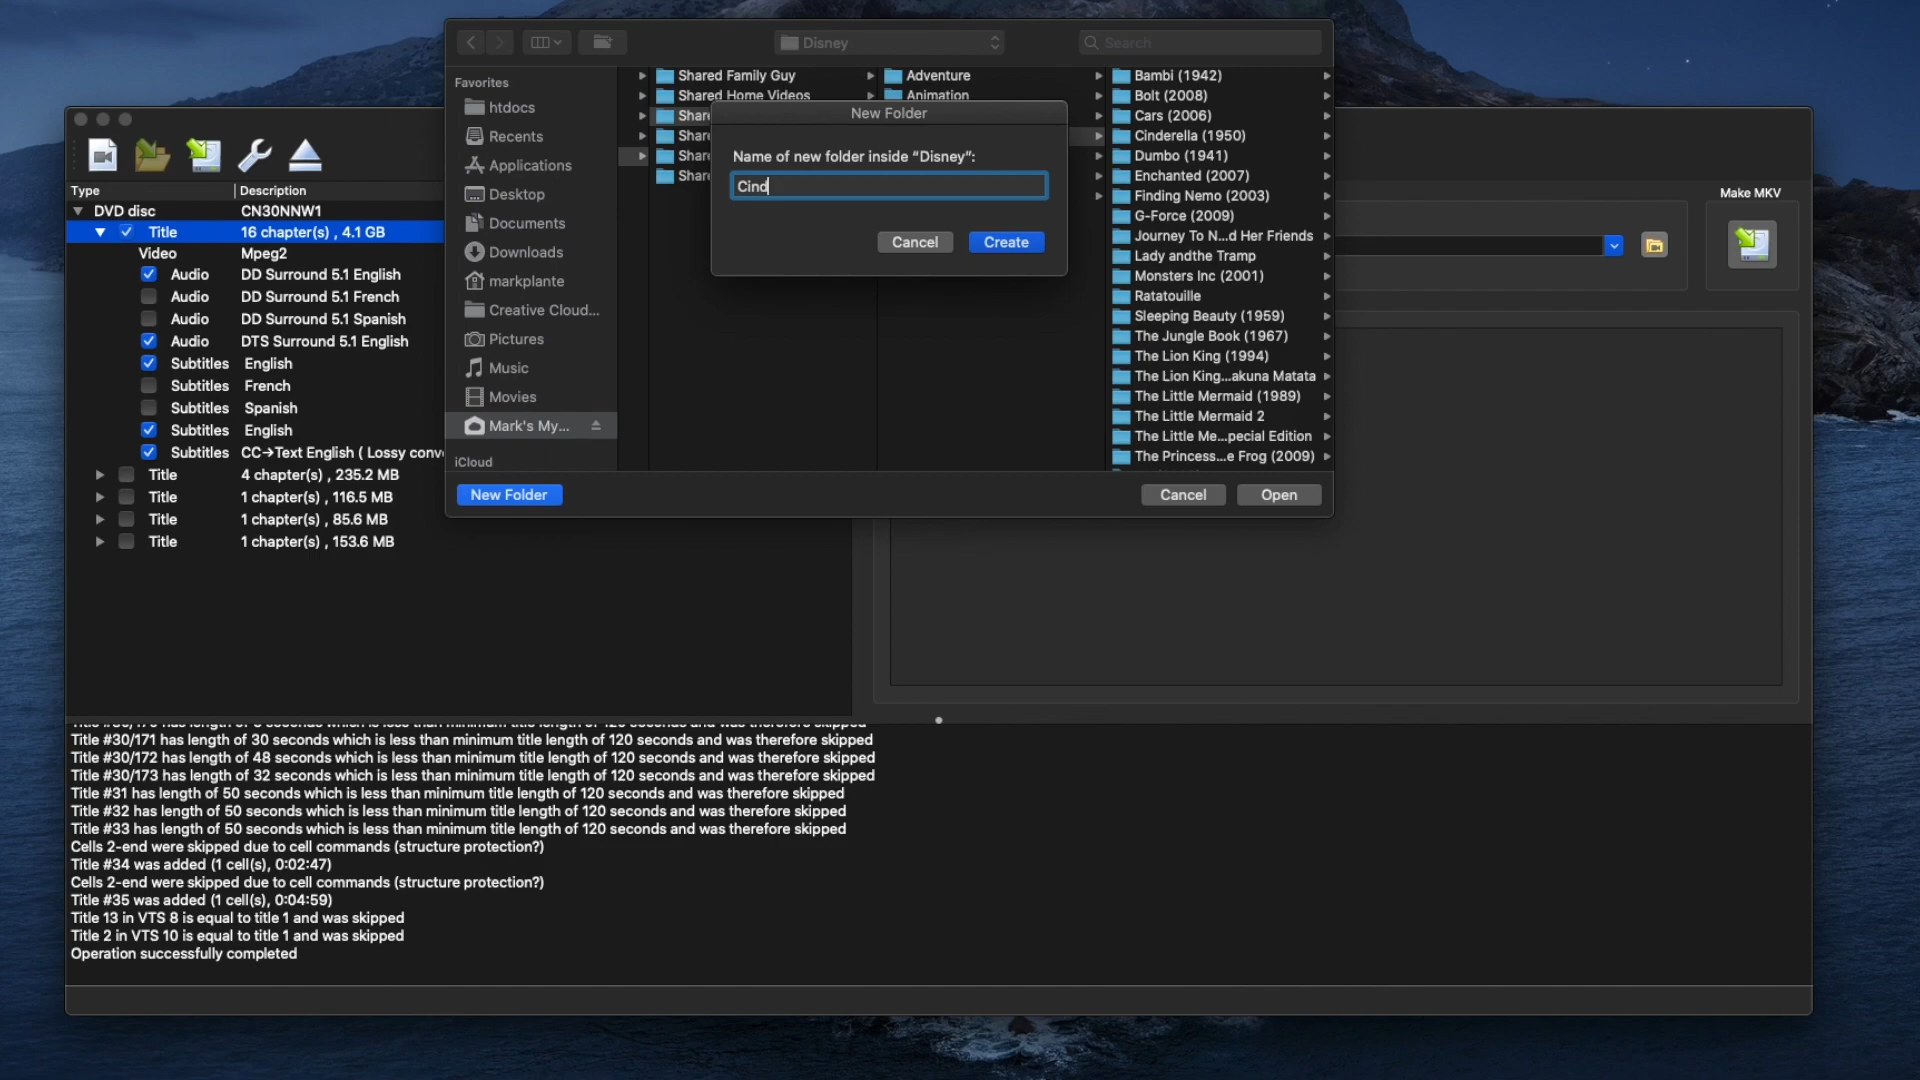 Disney
Search
Favorites
htdocs
Recents
Applications
Desktop
Documents
Downloads
markplante
Creative Cloud...
Pictures
Music
Movies
Mark's My...
iCloud
Shared Family Guy
Shared Home Videos
Shar
Shar
Shar
Shar
Adventure
Animation
Bambi (1942)
Bolt (2008)
Cars (2006)
Cinderella (1950)
Dumbo (1941)
Enchanted (2007)
Finding Nemo (2003)
G-Force (2009)
Journey To N...d Her Friends
Lady andthe Tramp
Monsters Inc (2001)
Ratatouille
Sleeping Beauty (1959)
The Jungle Book (1967)
The Lion King (1994)
The Lion King...akuna Matata
The Little Mermaid (1989)
The Little Mermaid 2
The Little Me...pecial Edition
The Princess...e Frog (2009)
New Folder
Name of new folder inside “Disney”:
Cind
Cancel
Create
New Folder
Cancel
Open
Type
Description
DVD disc CN30NNW1
Title 16 chapter(s) , 4.1 GB
Video Mpeg2
Audio DD Surround 5.1 English
Audio DD Surround 5.1 French
Audio DD Surround 5.1 Spanish
Audio DTS Surround 5.1 English
Subtitles English
Subtitles French
Subtitles Spanish
Subtitles English
Subtitles CC→Text English ( Lossy conv
Title 4 chapter(s) , 235.2 MB
Title 1 chapter(s) , 116.5 MB
Title 1 chapter(s) , 85.6 MB
Title 1 chapter(s) , 153.6 MB
Make MKV
Title #30/171 has length of 30 seconds which is less than minimum title length of 120 seconds and was therefore skipped
Title #30/172 has length of 48 seconds which is less than minimum title length of 120 seconds and was therefore skipped
Title #30/173 has length of 32 seconds which is less than minimum title length of 120 seconds and was therefore skipped
Title #31 has length of 50 seconds which is less than minimum title length of 120 seconds and was therefore skipped
Title #32 has length of 50 seconds which is less than minimum title length of 120 seconds and was therefore skipped
Title #33 has length of 50 seconds which is less than minimum title length of 120 seconds and was therefore skipped
Cells 2-end were skipped due to cell commands (structure protection?)
Title #34 was added (1 cell(s), 0:02:47)
Cells 2-end were skipped due to cell commands (structure protection?)
Title #35 was added (1 cell(s), 0:04:59)
Title 13 in VTS 8 is equal to title 1 and was skipped
Title 2 in VTS 10 is equal to title 1 and was skipped
Operation successfully completed